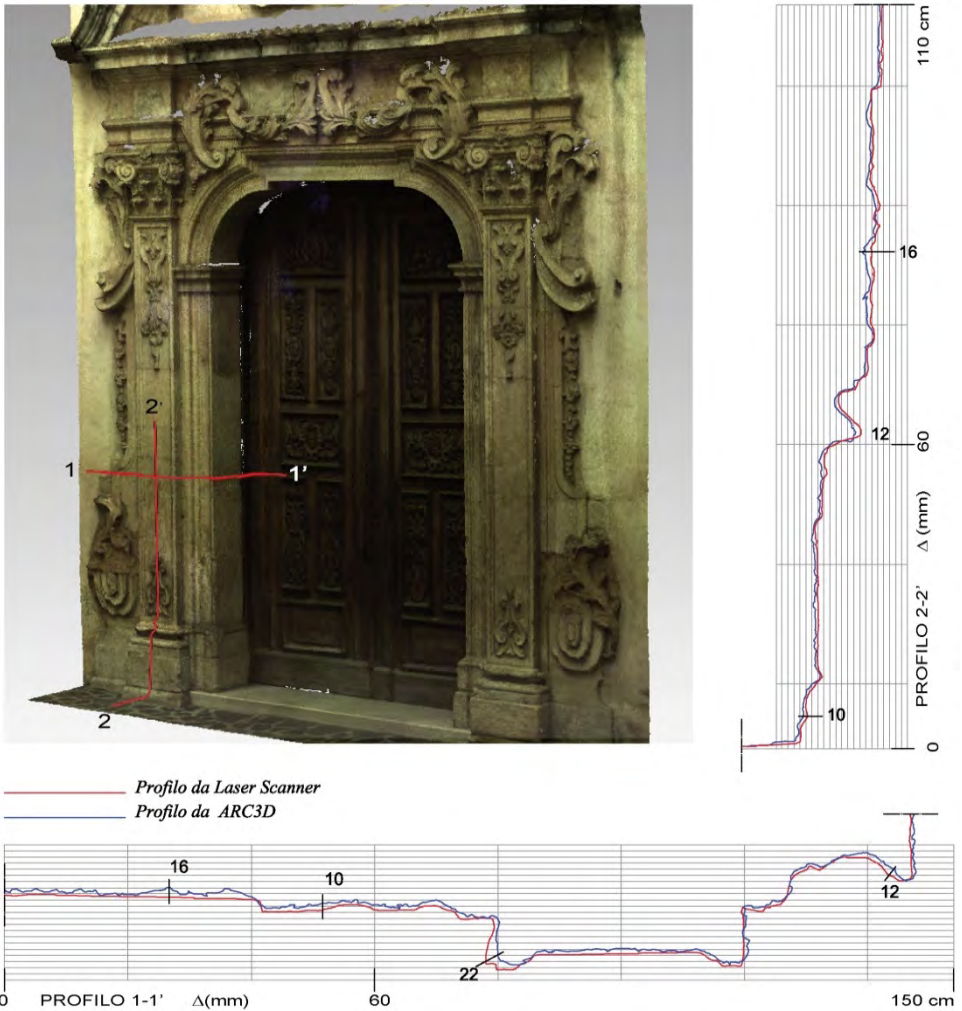 2'
1
1'
2
110 cm
16
12
60
Δ (mm)
PROFILO 2-2'
10
0
Profilo da Laser Scanner
Profilo da ARC3D
16
10
12
22
0 PROFILO 1-1' Δ(mm) 60 150 cm